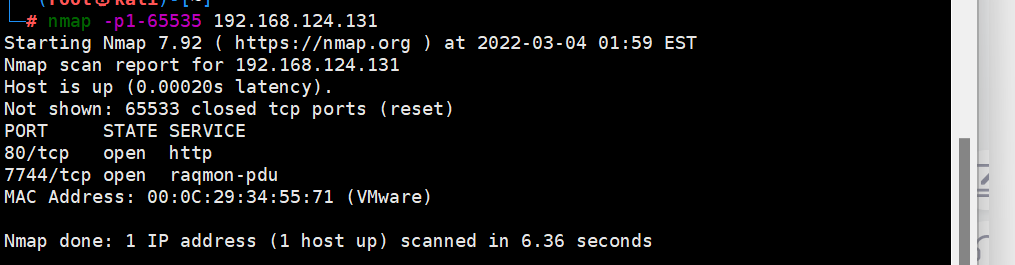 (root㉿kali)-[~]
└─# nmap -p1-65535 192.168.124.131
Starting Nmap 7.92 ( https://nmap.org ) at 2022-03-04 01:59 EST
Nmap scan report for 192.168.124.131
Host is up (0.00020s latency).
Not shown: 65533 closed tcp ports (reset)
PORT     STATE SERVICE
80/tcp   open  http
7744/tcp open  raqmon-pdu
MAC Address: 00:0C:29:34:55:71 (VMware)
Nmap done: 1 IP address (1 host up) scanned in 6.36 seconds